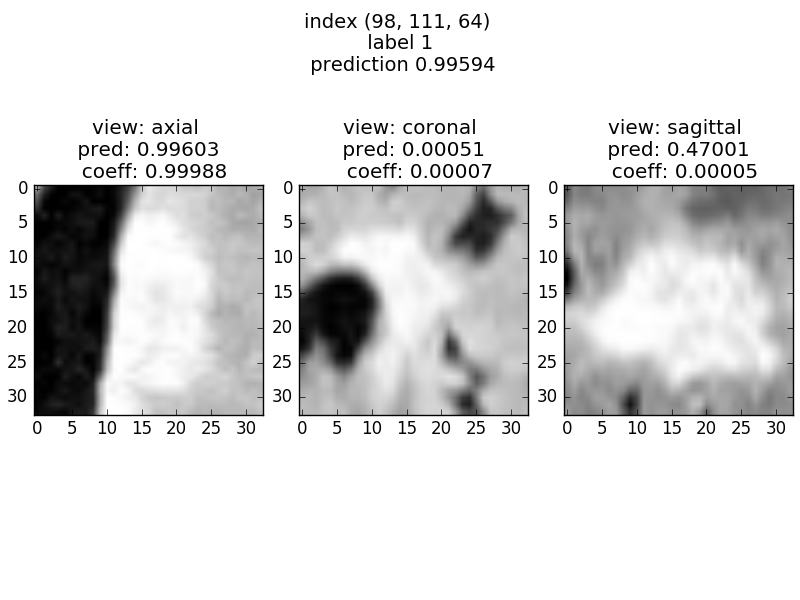 index (98, 111, 64)
label 1
prediction 0.99594
view: axial
pred: 0.99603
coeff: 0.99988
view: coronal
pred: 0.00051
coeff: 0.00007
view: sagittal
pred: 0.47001
coeff: 0.00005
0
5
10
15
20
25
30
0 5 10 15 20 25 30
0
5
10
15
20
25
30
0 5 10 15 20 25 30
0
5
10
15
20
25
30
0 5 10 15 20 25 30